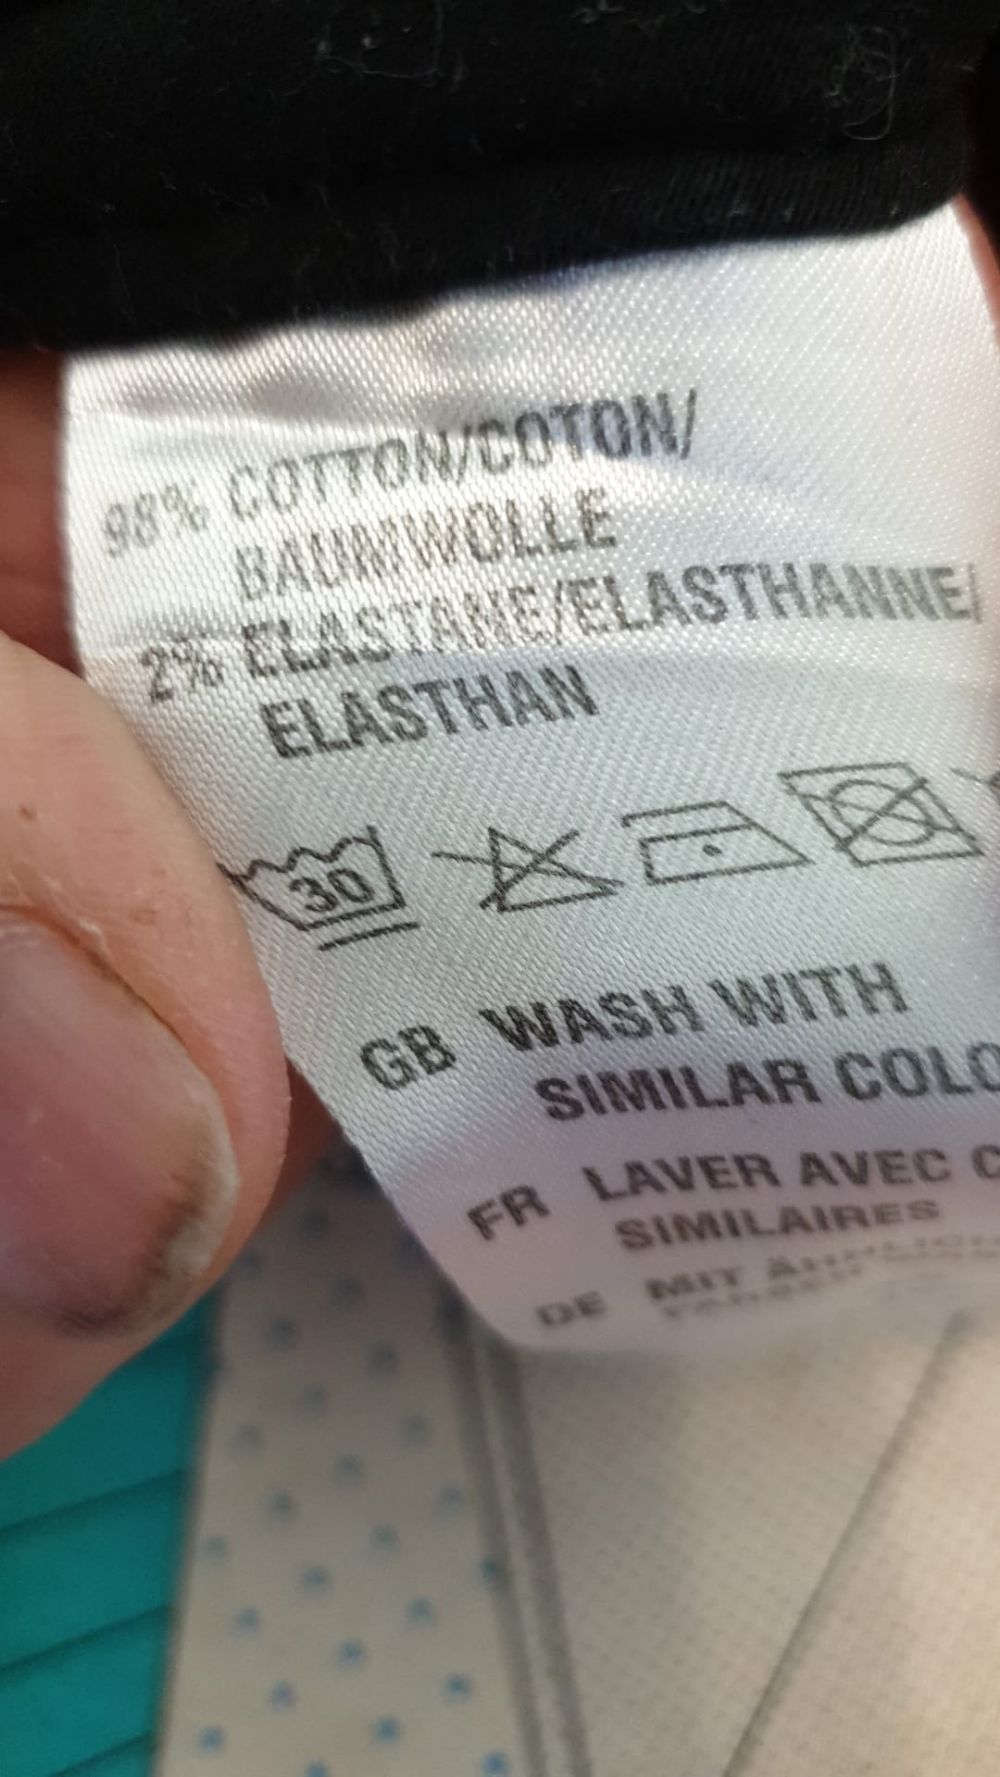 98% COTTON/COTON/
BAUMWOLLE
2% ELASTANE/ELASTHANNE/
ELASTHAN
30
GB WASH WITH
SIMILAR COLO
FR LAVER AVEC C
SIMILAIRES
DE MIT